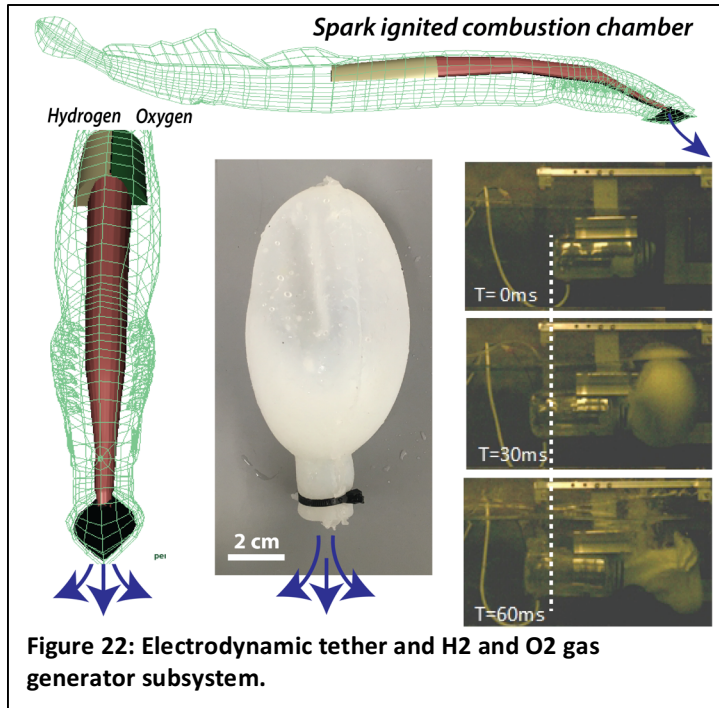 Spark ignited combustion chamber
Hydrogen Oxygen
per
2 cm
T= 0ms
T=30ms
T=60ms
Figure 22: Electrodynamic tether and H2 and O2 gas
generator subsystem.